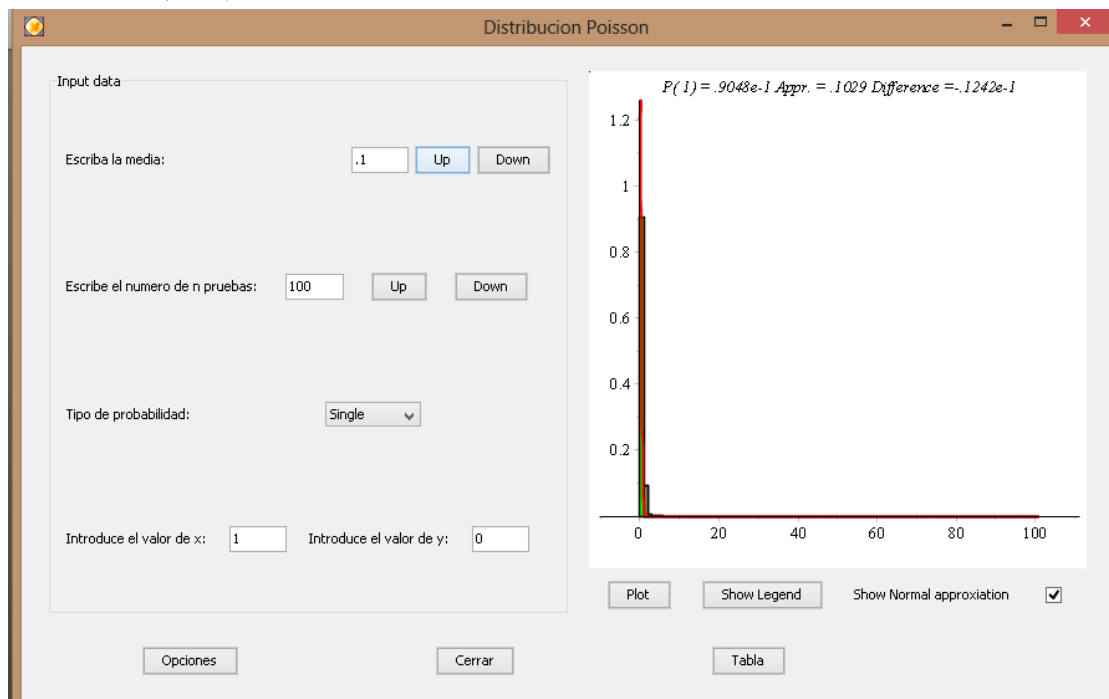 Distribucion Poisson
Input data
Escriba la media: .1 Up Down
Escribe el numero de n pruebas: 100 Up Down
Tipo de probabilidad: Single
Introduce el valor de x: 1 Introduce el valor de y: 0
P( 1) = .9048e-1 Appr. = .1029 Difference =-.1242e-1
1.2
1
0.8
0.6
0.4
0.2
0 20 40 60 80 100
Plot Show Legend Show Normal approxiation
Opciones Cerrar Tabla